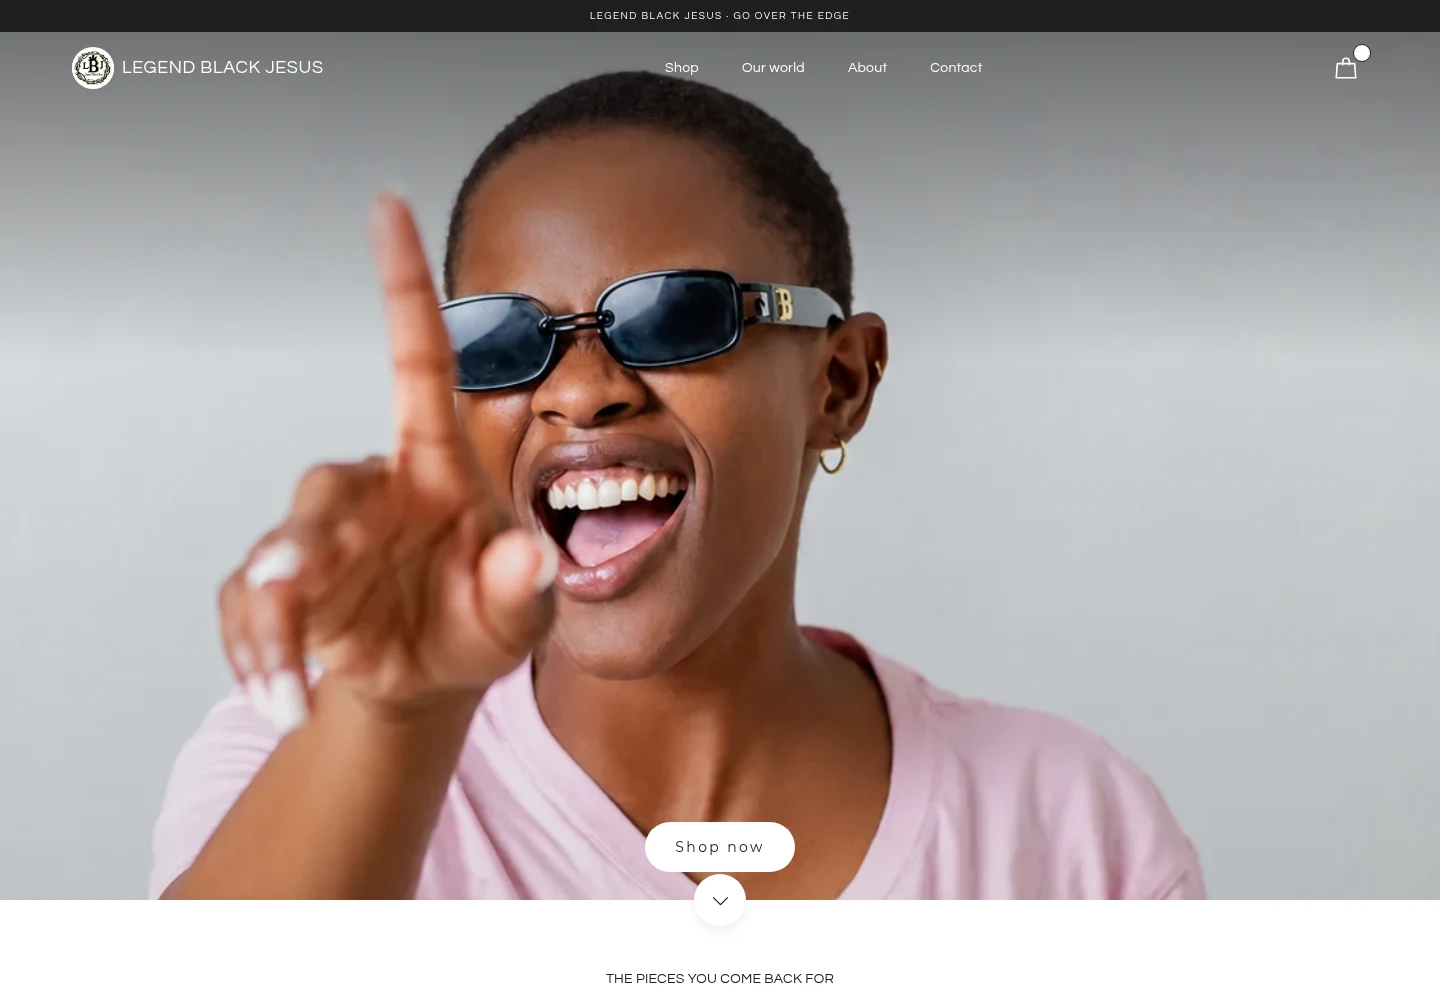 LEGEND BLACK JESUS · GO OVER THE EDGE
LBJ
LEGEND BLACK JESUS
Shop
Our world
About
Contact
B
Shop now
THE PIECES YOU COME BACK FOR